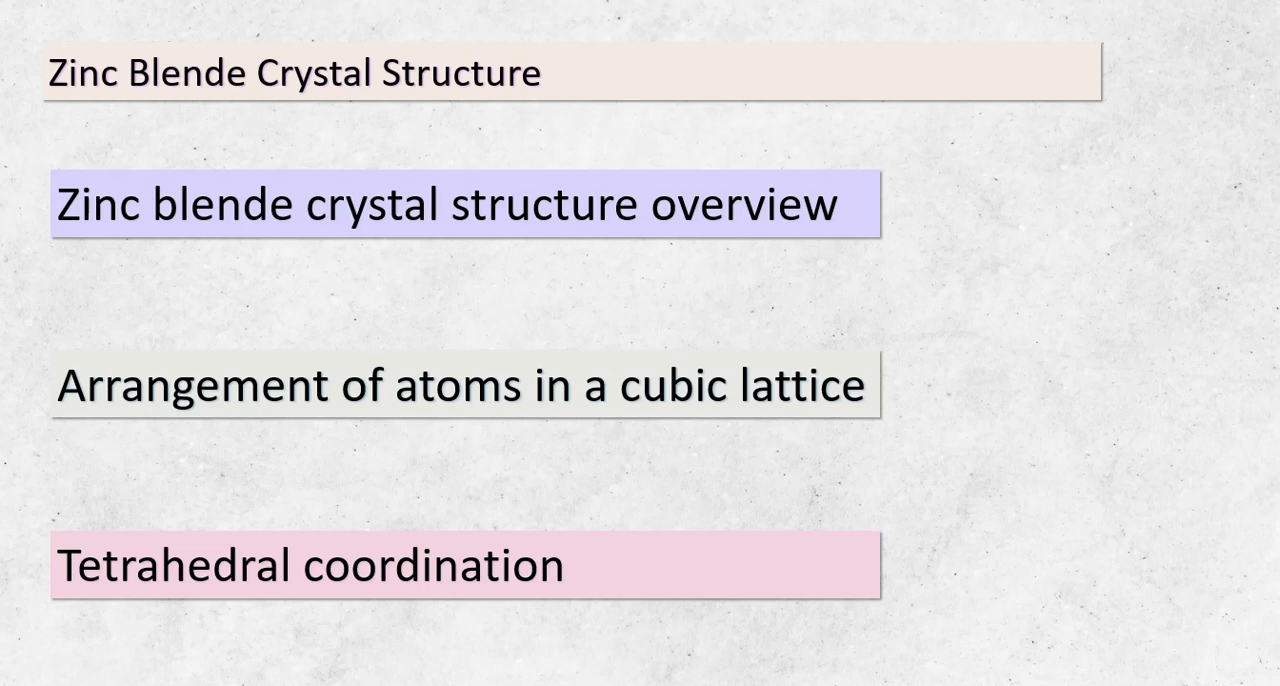 Zinc Blende Crystal Structure
Zinc blende crystal structure overview
Arrangement of atoms in a cubic lattice
Tetrahedral coordination